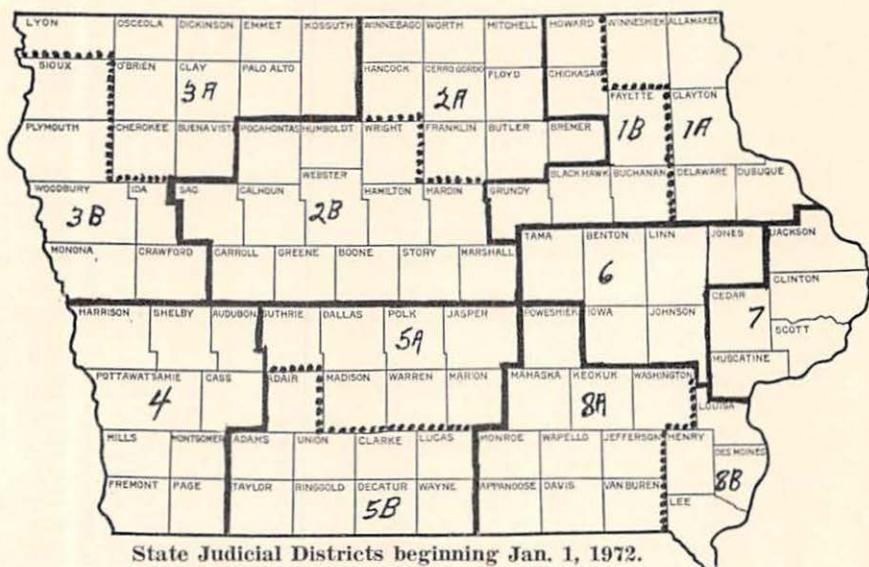 LYON OSCEOLA DICKINSON EMMET KOSSUTH WINNEBAGO WORTH MITCHELL HOWARD WINNESHIEK ALLAMAKEE
SIOUX O'BRIEN CLAY PALO ALTO HANCOCK CERRO GORDO FLOYD CHICKASAW
3A 2A
FAYETTE CLAYTON
1B 1A
PLYMOUTH CHEROKEE BUENA VISTA POCAHONTAS HUMBOLDT WRIGHT FRANKLIN BUTLER BREMER
WEBSTER
WOODBURY IDA SAC CALHOUN HAMILTON HARDIN GRUNDY BLACK HAWK BUCHANAN DELAWARE DUBUQUE
3B 2B
MONONA CRAWFORD CARROLL GREENE BOONE STORY MARSHALL TAMA BENTON LINN JONES JACKSON
6
CLINTON
HARRISON SHELBY AUDUBON GUTHRIE DALLAS POLK JASPER POWESHIEK IOWA JOHNSON CEDAR
5A 7
SCOTT
MUSCATINE
POTTAWATTAMIE CASS ADAIR MADISON WARREN MARION MAHASKA KEOKUK WASHINGTON
4 8A
LOUISA
MILLS MONTGOMERY ADAMS UNION CLARKE LUCAS MONROE WAPELLO JEFFERSON HENRY
DES MOINES
8B
FREMONT PAGE TAYLOR RINGGOLD DECATUR WAYNE APPANOOSE DAVIS VAN BUREN
5B
LEE
State Judicial Districts beginning Jan. 1, 1972.